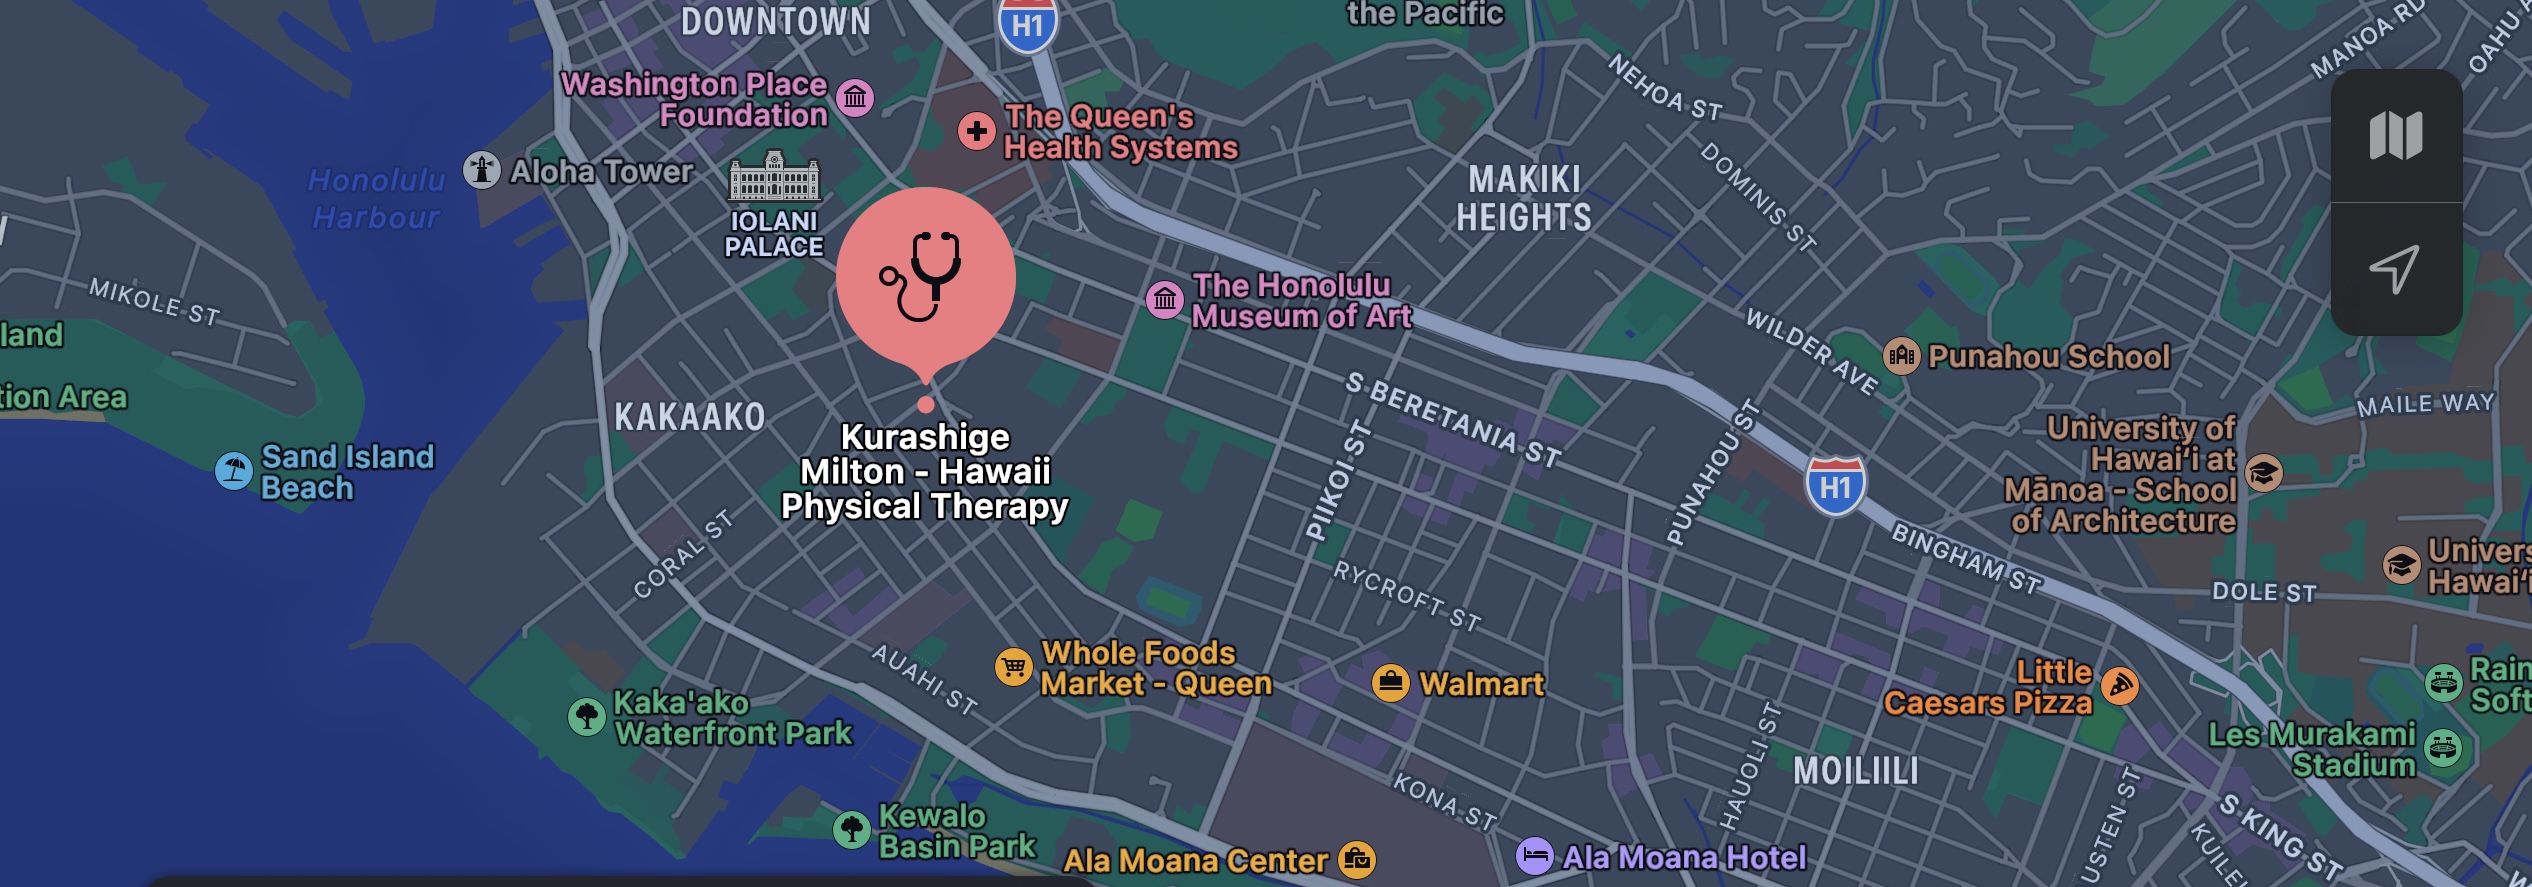 DOWNTOWN
H1
the Pacific
MANOA RD
OAHU
Washington Place
Foundation
The Queen's
Health Systems
NEHOA ST
DOMINIS ST
Honolulu
Harbour
Aloha Tower
IOLANI
PALACE
MAKIKI
HEIGHTS
MIKOLE ST
The Honolulu
Museum of Art
WILDER AVE
Punahou School
land
tion Area
KAKAAKO
Kurashige
Milton - Hawaii
Physical Therapy
S BERETANIA ST
PIIKOI ST
PUNAHOU ST
MAILE WAY
University of
Hawai‘i at
Mānoa - School
of Architecture
Sand Island
Beach
H1
BINGHAM ST
CORAL ST
RYCROFT ST
DOLE ST
Univers
Hawai‘i
AUAHI ST
Whole Foods
Market - Queen
Walmart
Little
Caesars Pizza
Rain
Soft
Kaka'ako
Waterfront Park
HAUOLI ST
MOILIILI
Les Murakami
Stadium
KONA ST
USTEN ST
S KING ST
KUILE
Kewalo
Basin Park
Ala Moana Center
Ala Moana Hotel